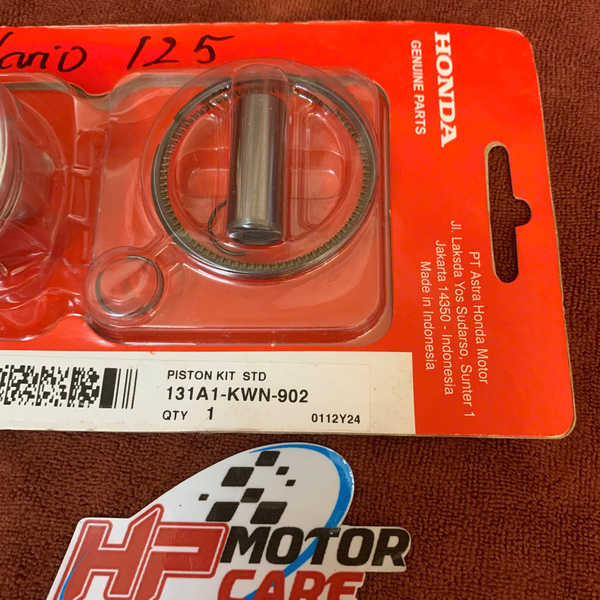 Vario 125
HONDA
GENUINE PARTS
PT Astra Honda Motor
Jl. Laksda Yos Sudarso, Sunter 1
Jakarta 14350 - Indonesia
Made in Indonesia
PISTON KIT STD
131A1-KWN-902
QTY 1 0112Y24
HP MOTOR
CARE